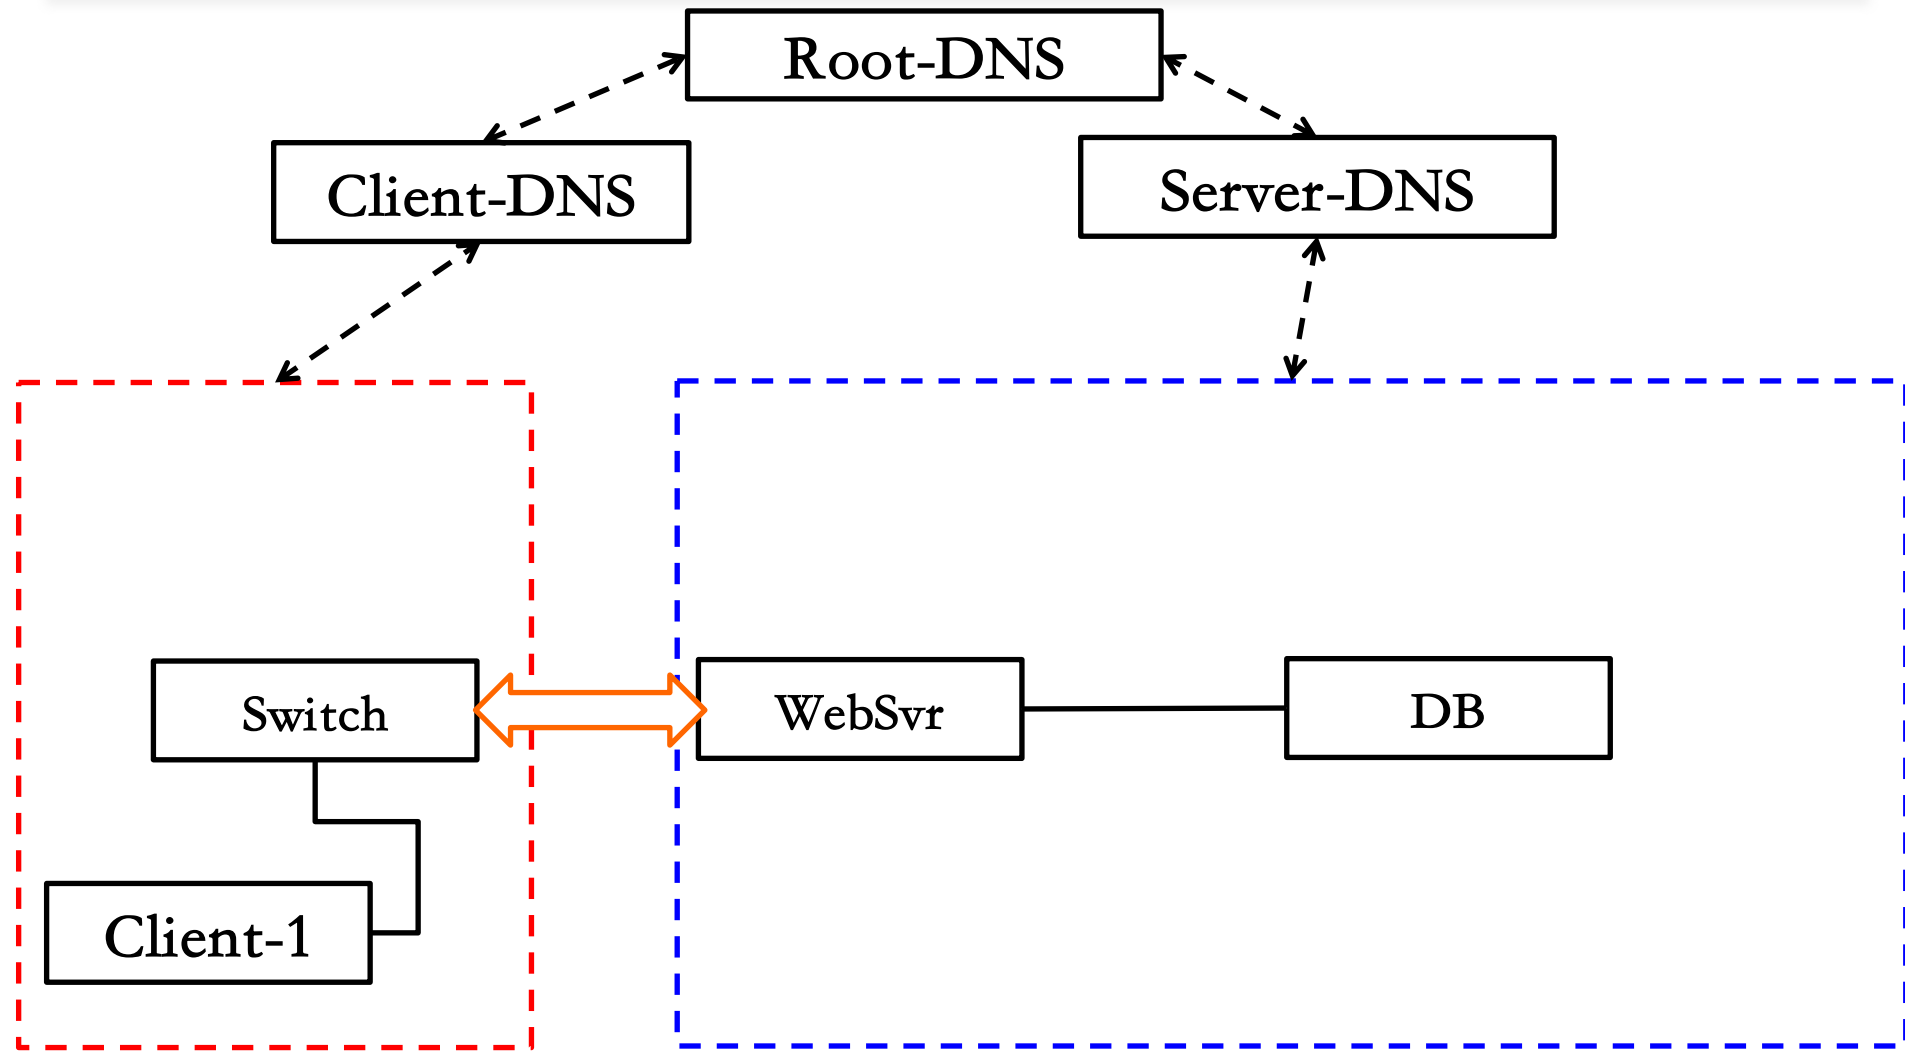 Root-DNS
Client-DNS
Server-DNS
Switch
WebSvr
DB
Client-1